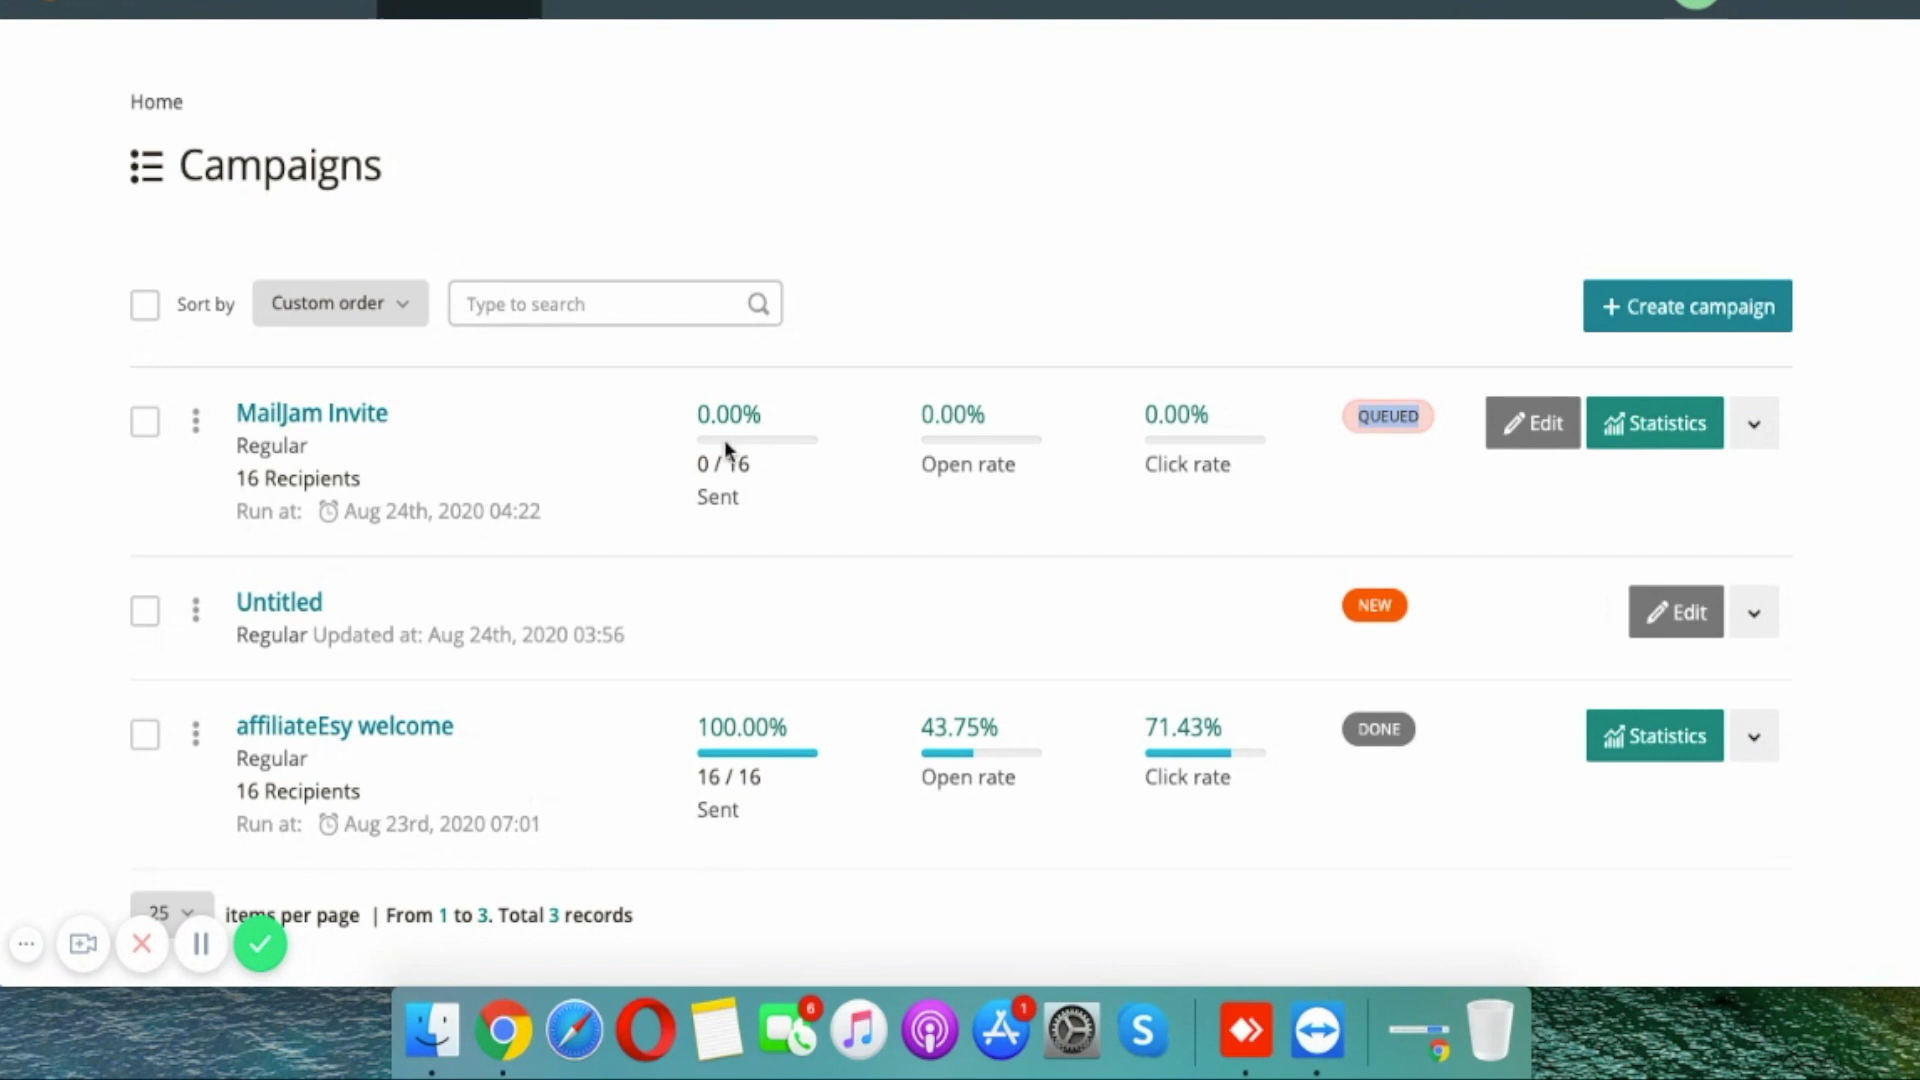 Home
Campaigns
Sort by Custom order Type to search + Create campaign
MailJam Invite 0.00% 0.00% 0.00% QUEUED Edit Statistics
Regular
16 Recipients 0 / 16 Open rate Click rate
Run at: Aug 24th, 2020 04:22 Sent
Untitled NEW Edit
Regular Updated at: Aug 24th, 2020 03:56
affiliateEsy welcome 100.00% 43.75% 71.43% DONE Statistics
Regular
16 Recipients 16 / 16 Open rate Click rate
Run at: Aug 23rd, 2020 07:01 Sent
25 items per page | From 1 to 3. Total 3 records
6 1 S